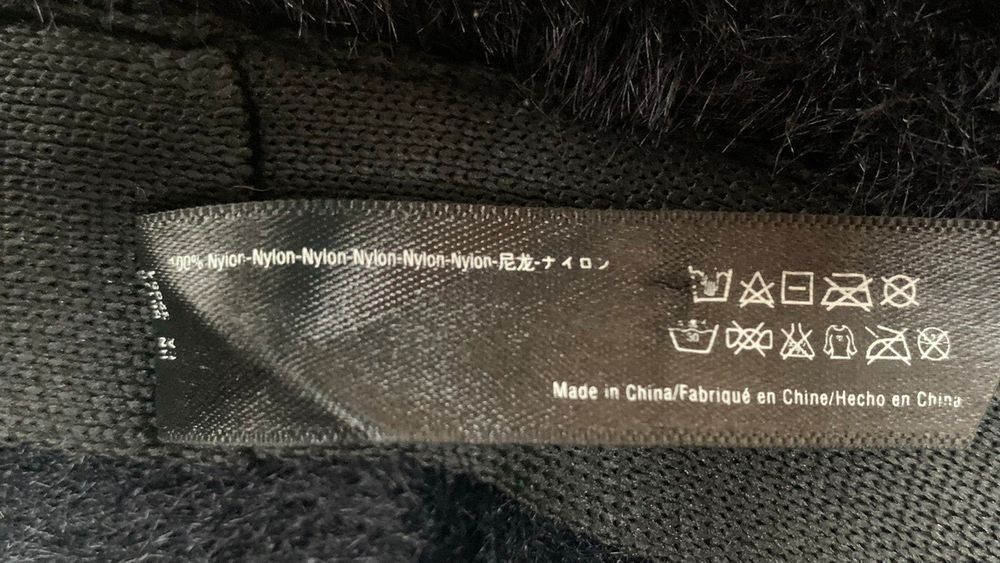 100% Nylon-Nylon-Nylon-Nylon-Nylon-Nylon-尼龙-ナイロン
30
Made in China/Fabriqué en Chine/Hecho en China